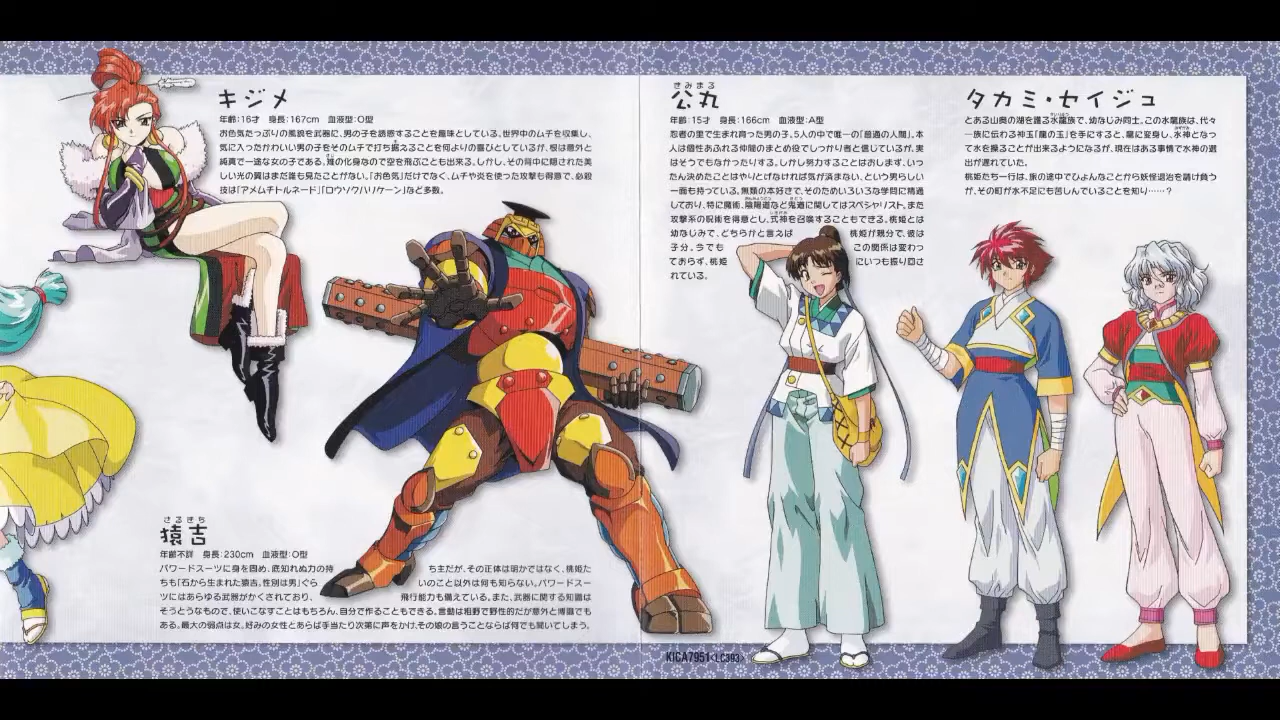 キジメ
年齢:16才 身長:167cm 血液型:O型
お色気たっぷりの風貌を武器に、男の子を誘惑することを趣味としている。世界中のムチを収集し、
気に入ったかわいい男の子をそのムチで打ち据えることを何よりの喜びとしているが、根は意外と
純真で一途な女の子である。雉の化身なので空を飛ぶことも出来る。しかし、その背中に隠された美
しい光の翼はまだ誰も見たことがない。「お色気」だけでなく、ムチや炎を使った攻撃も得意で、必殺
技は「アメムチトルネード」「ロウソクハリケーン」など多数。
さるきち
猿吉
年齢不詳 身長:230cm 血液型:O型
パワードスーツに身を固め、底知れぬ力の持ち主だが、その正体は明かではなく、桃姫た
ちも「石から生まれた猿吉。性別は男」ぐらいのこと以外は何も知らない。パワードスー
ツにはあらゆる武器がかくされており、飛行能力も備えている。また、武器に関する知識は
そうとうなもので、使いこなすことはもちろん、自分で作ることもできる。言動は粗野で野性的だが意外と博識でも
ある。最大の弱点は女。好みの女性とあらば手当たり次第に声をかけ、その娘の言うことならば何でも聞いてしまう。
きみまる
公丸
年齢:15才 身長:166cm 血液型:A型
忍者の里で生まれ育った男の子。5人の中で唯一の「普通の人間」。本
人は個性あふれる仲間のまとめ役でしっかり者と信じているが、実
はそうでもなかったりする。しかし努力することはおしまず、いっ
たん決めたことはやりとげなければ気が済まない、という男らしい
一面も持っている。無類の本好きで、そのためいろいろな学問に精通
しており、特に魔術、陰陽道など鬼道に関してはスペシャリスト。また
攻撃系の呪術を得意とし、式神を召喚することもできる。桃姫とは
幼なじみで、どちらかと言えば桃姫が親分で、彼は
子分。今でもこの関係は変わっ
ておらず、桃姫にいつも振り回さ
れている。
KICA7951<LC393>
タカミ・セイジュ
とある山奥の湖を護る水龍族で、幼なじみ同士。この水龍族は、代々
一族に伝わる神玉「龍の玉」を手にすると、龍に変身し、水神となっ
て水を操ることが出来るようになるが、現在はある事情で水神の選
出が遅れていた。
桃姫たち一行は、旅の途中でひょんなことから妖怪退治を請け負う
が、その町が水不足にも苦しんでいることを知り……?